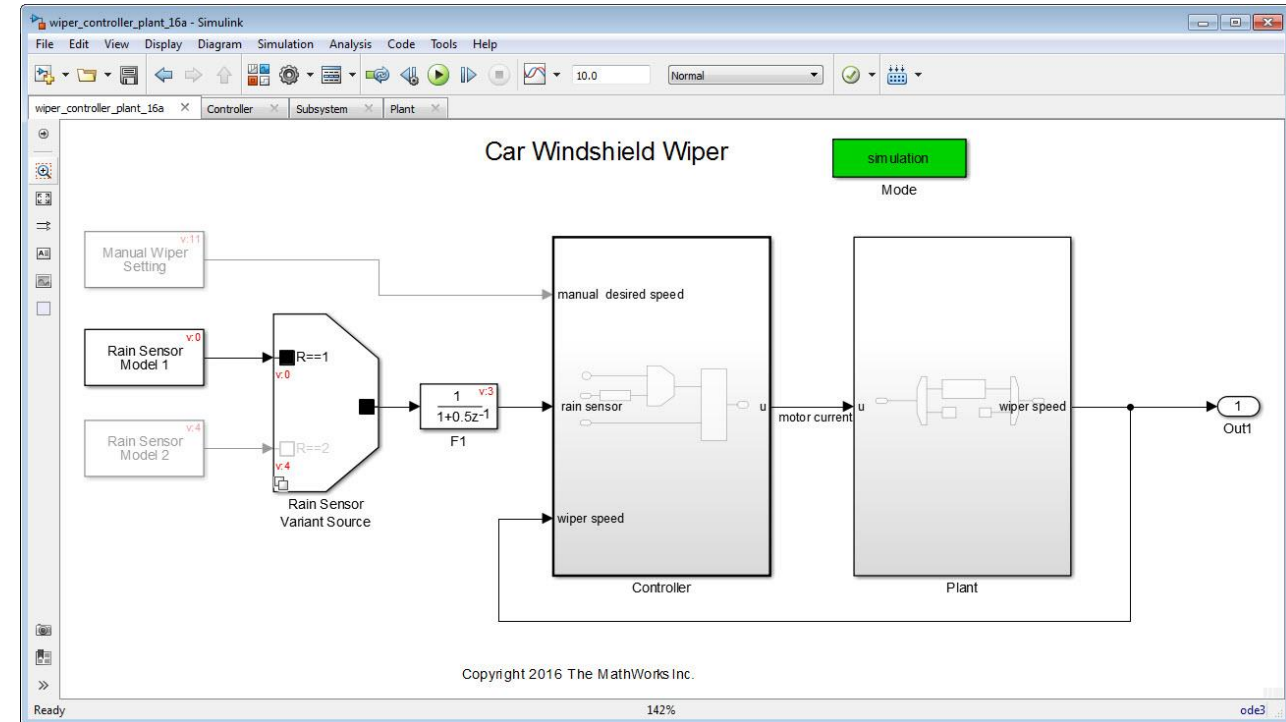 wiper_controller_plant_16a - Simulink
File Edit View Display Diagram Simulation Analysis Code Tools Help
10.0 Normal
wiper_controller_plant_16a Controller Subsystem Plant
Car Windshield Wiper
simulation
Mode
v:11
Manual Wiper
Setting
manual desired speed
v:0
Rain Sensor
Model 1
R==1
v:0
v:3
1
1+0.5z-1
F1
rain sensor
u
motor current
u
wiper speed
1
Out1
v:4
Rain Sensor
Model 2
R==2
v:4
Rain Sensor
Variant Source
wiper speed
Controller
Plant
Copyright 2016 The MathWorks Inc.
Ready 142% ode3